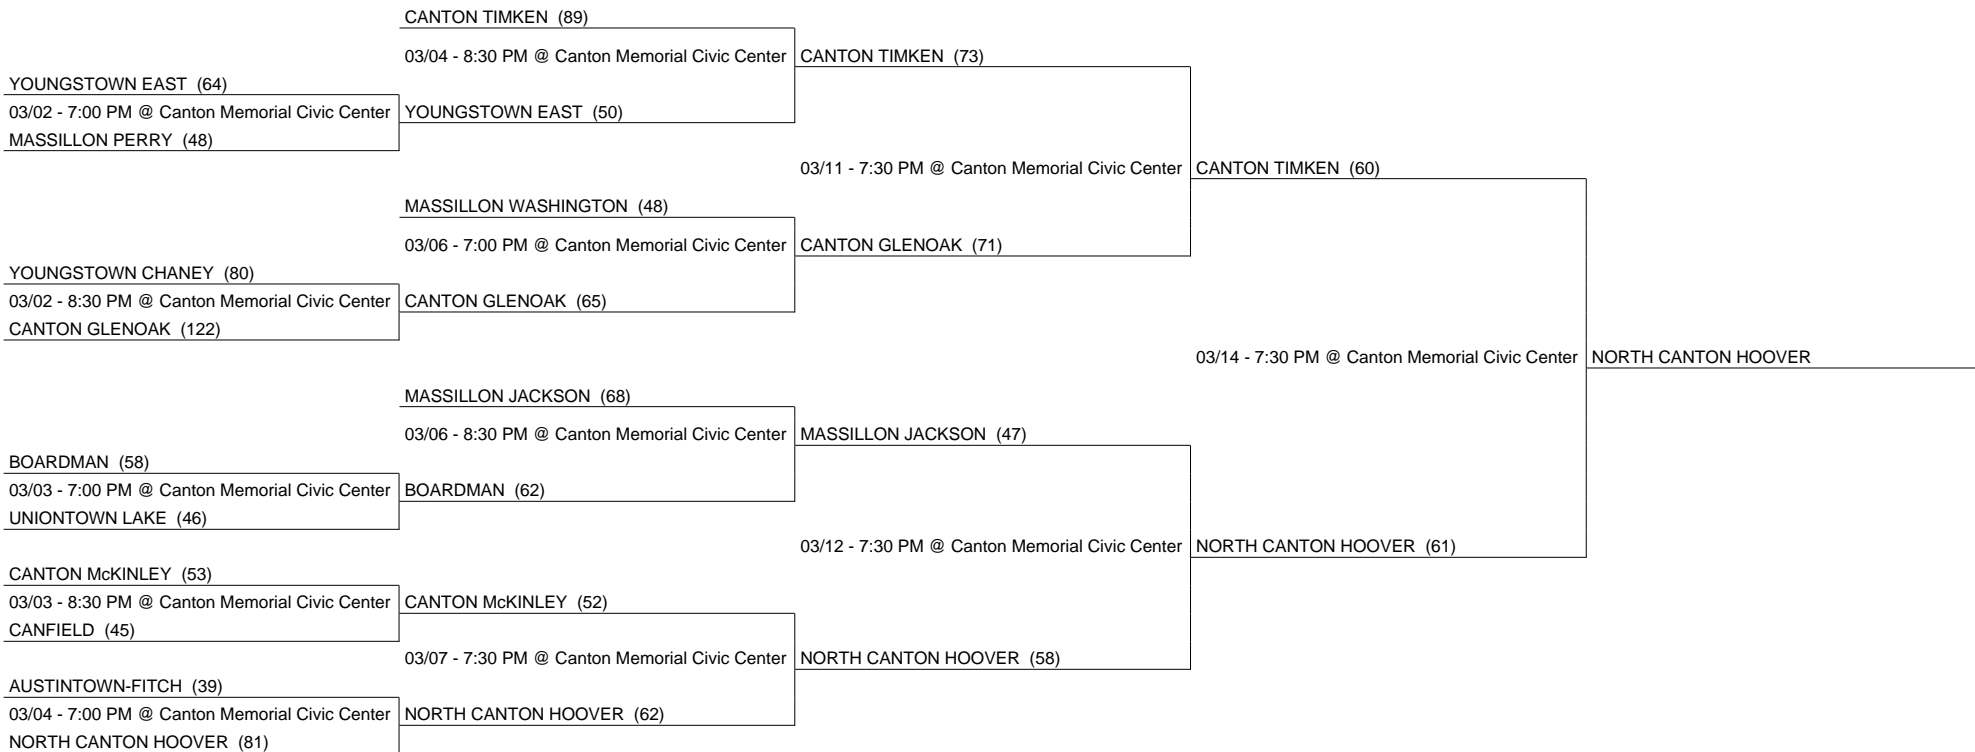 CANTON TIMKEN (89)
03/04 - 8:30 PM @ Canton Memorial Civic Center
CANTON TIMKEN (73)
YOUNGSTOWN EAST (64)
03/02 - 7:00 PM @ Canton Memorial Civic Center
YOUNGSTOWN EAST (50)
MASSILLON PERRY (48)
03/11 - 7:30 PM @ Canton Memorial Civic Center
CANTON TIMKEN (60)
MASSILLON WASHINGTON (48)
03/06 - 7:00 PM @ Canton Memorial Civic Center
CANTON GLENOAK (71)
YOUNGSTOWN CHANEY (80)
03/02 - 8:30 PM @ Canton Memorial Civic Center
CANTON GLENOAK (65)
CANTON GLENOAK (122)
03/14 - 7:30 PM @ Canton Memorial Civic Center
NORTH CANTON HOOVER
MASSILLON JACKSON (68)
03/06 - 8:30 PM @ Canton Memorial Civic Center
MASSILLON JACKSON (47)
BOARDMAN (58)
03/03 - 7:00 PM @ Canton Memorial Civic Center
BOARDMAN (62)
UNIONTOWN LAKE (46)
03/12 - 7:30 PM @ Canton Memorial Civic Center
NORTH CANTON HOOVER (61)
CANTON McKINLEY (53)
03/03 - 8:30 PM @ Canton Memorial Civic Center
CANTON McKINLEY (52)
CANFIELD (45)
03/07 - 7:30 PM @ Canton Memorial Civic Center
NORTH CANTON HOOVER (58)
AUSTINTOWN-FITCH (39)
03/04 - 7:00 PM @ Canton Memorial Civic Center
NORTH CANTON HOOVER (62)
NORTH CANTON HOOVER (81)